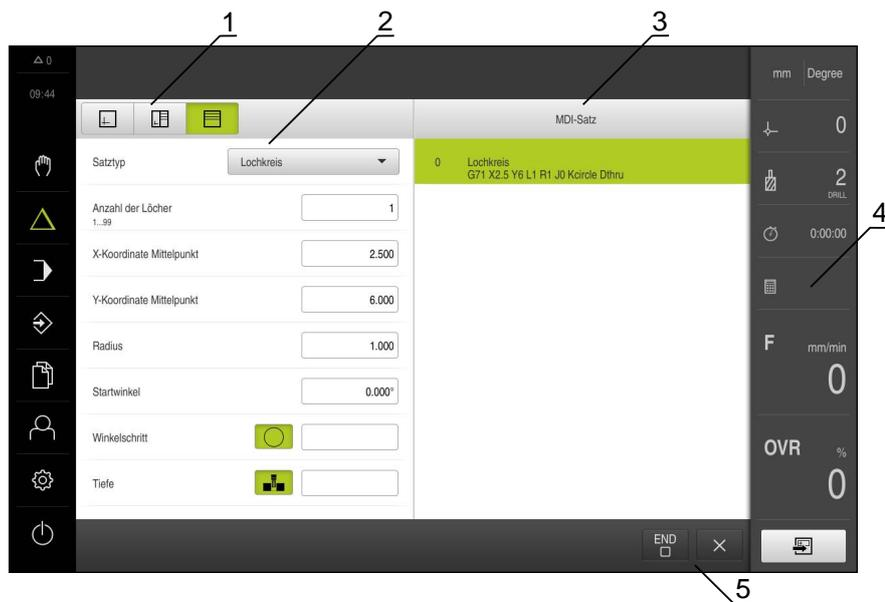 1
2
3
0
09:44
mm Degree
MDI-Satz
0
Satztyp
Lochkreis
0 Lochkreis
G71 X2.5 Y6 L1 R1 J0 Kcircle Dthru
2
DRILL
Anzahl der Löcher
1...99
1
4
0:00:00
X-Koordinate Mittelpunkt
2.500
Y-Koordinate Mittelpunkt
6.000
Radius
1.000
F mm/min
0
Startwinkel
0.000°
Winkelschritt
OVR %
0
Tiefe
END
5